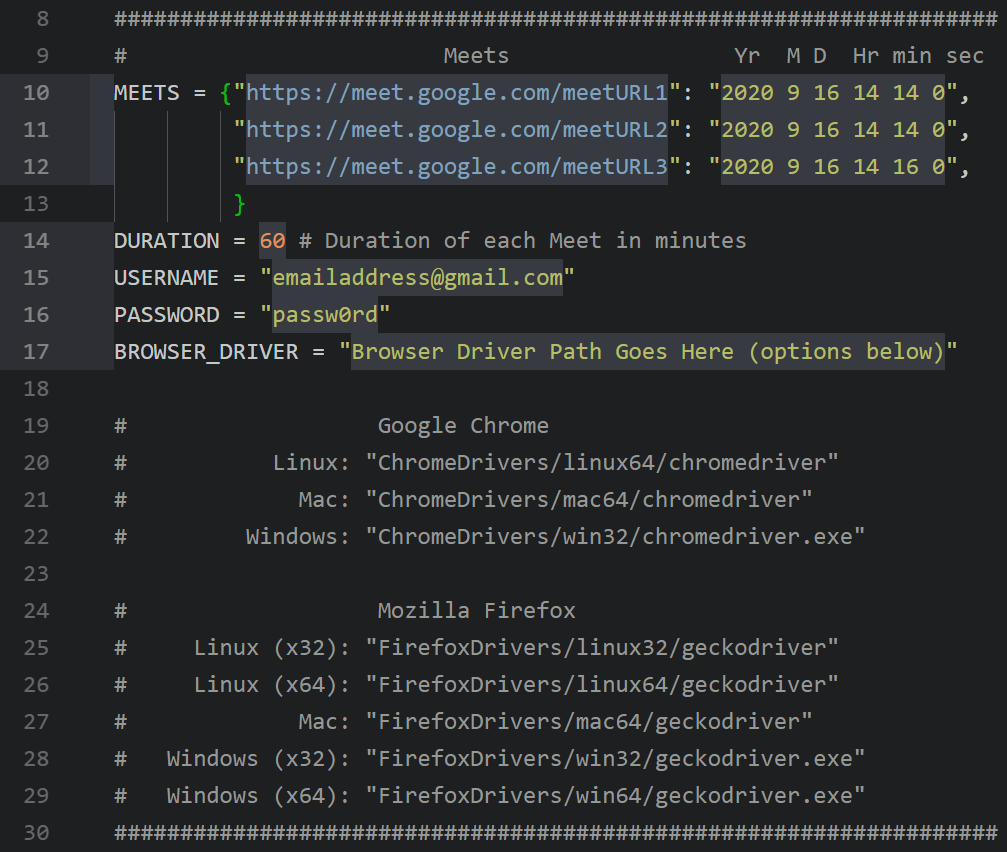 8 ###################################################################
9 #                        Meets                 Yr  M D  Hr min sec
10 MEETS = {"https://meet.google.com/meetURL1": "2020 9 16 14 14 0",
11          "https://meet.google.com/meetURL2": "2020 9 16 14 14 0",
12          "https://meet.google.com/meetURL3": "2020 9 16 14 16 0",
13          }
14 DURATION = 60 # Duration of each Meet in minutes
15 USERNAME = "emailaddress@gmail.com"
16 PASSWORD = "passw0rd"
17 BROWSER_DRIVER = "Browser Driver Path Goes Here (options below)"
18
19 #                   Google Chrome
20 #           Linux: "ChromeDrivers/linux64/chromedriver"
21 #             Mac: "ChromeDrivers/mac64/chromedriver"
22 #         Windows: "ChromeDrivers/win32/chromedriver.exe"
23
24 #                   Mozilla Firefox
25 #     Linux (x32): "FirefoxDrivers/linux32/geckodriver"
26 #     Linux (x64): "FirefoxDrivers/linux64/geckodriver"
27 #             Mac: "FirefoxDrivers/mac64/geckodriver"
28 #   Windows (x32): "FirefoxDrivers/win32/geckodriver.exe"
29 #   Windows (x64): "FirefoxDrivers/win64/geckodriver.exe"
30 ###################################################################